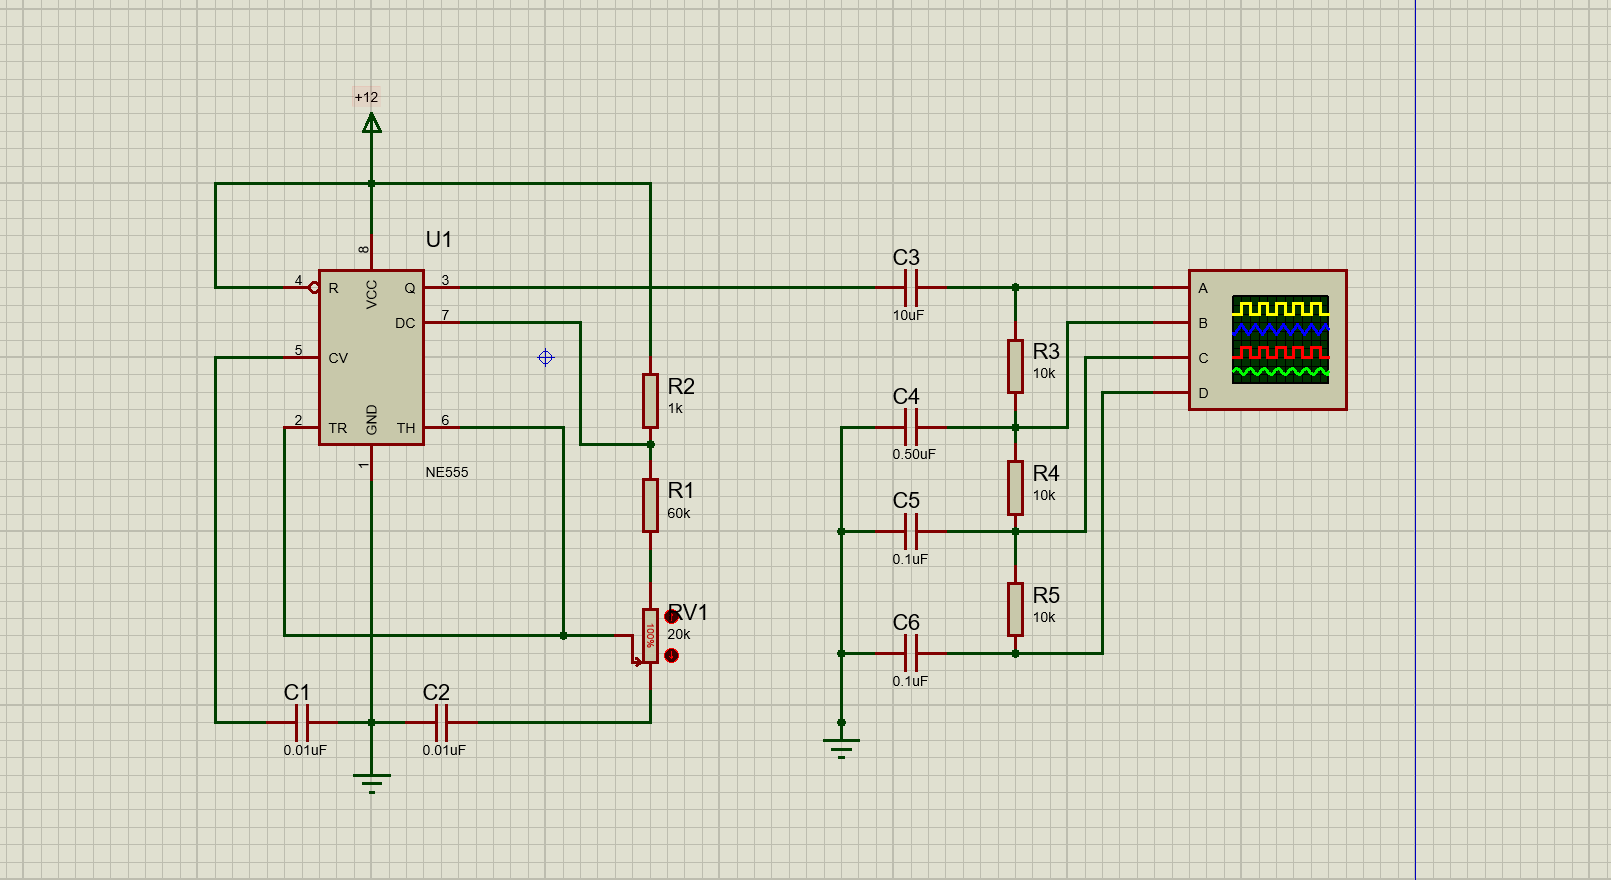 +12
U1
8
4
R
VCC
Q
3
DC
7
5
CV
2
TR
GND
TH
6
1
NE555
R2
1k
R1
60k
RV1
20k
100%
C1
0.01uF
C2
0.01uF
C3
10uF
R3
10k
C4
0.50uF
R4
10k
C5
0.1uF
R5
10k
C6
0.1uF
A
B
C
D